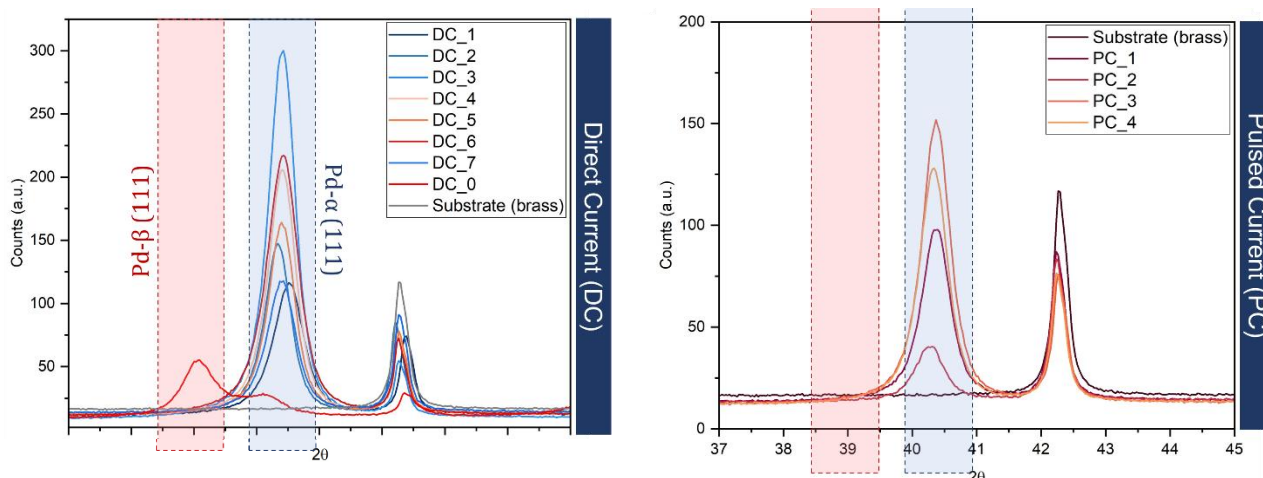 300
250
200
150
100
50
Counts (a.u.)
2θ
Pd-β (111)
Pd-α (111)
DC_1
DC_2
DC_3
DC_4
DC_5
DC_6
DC_7
DC_0
Substrate (brass)
Direct Current (DC)
200
150
100
50
0
Counts (a.u.)
37
38
39
40
41
42
43
44
45
2θ
Substrate (brass)
PC_1
PC_2
PC_3
PC_4
Pulsed Current (PC)